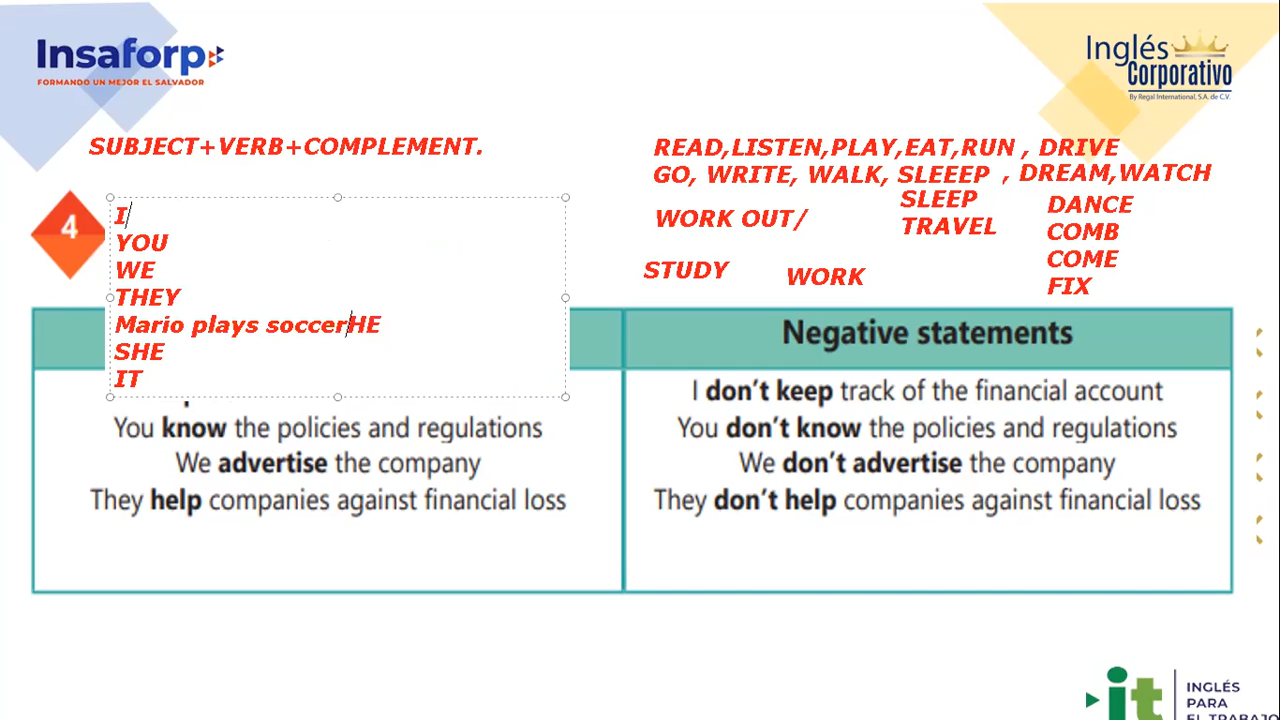 Insaforp
FORMANDO UN MEJOR EL SALVADOR
Inglés
Corporativo
By Regal International, S.A. de C.V.
SUBJECT+VERB+COMPLEMENT.
READ,LISTEN,PLAY,EAT,RUN , DRIVE
GO, WRITE, WALK, SLEEEP , DREAM,WATCH
SLEEP
TRAVEL
WORK OUT/
DANCE
COMB
COME
FIX
STUDY
WORK
4
I
YOU
WE
THEY
Mario plays soccerHE
SHE
IT
Negative statements
You know the policies and regulations
We advertise the company
They help companies against financial loss
I don't keep track of the financial account
You don't know the policies and regulations
We don't advertise the company
They don't help companies against financial loss
it
INGLÉS
PARA
EL TRABAJO